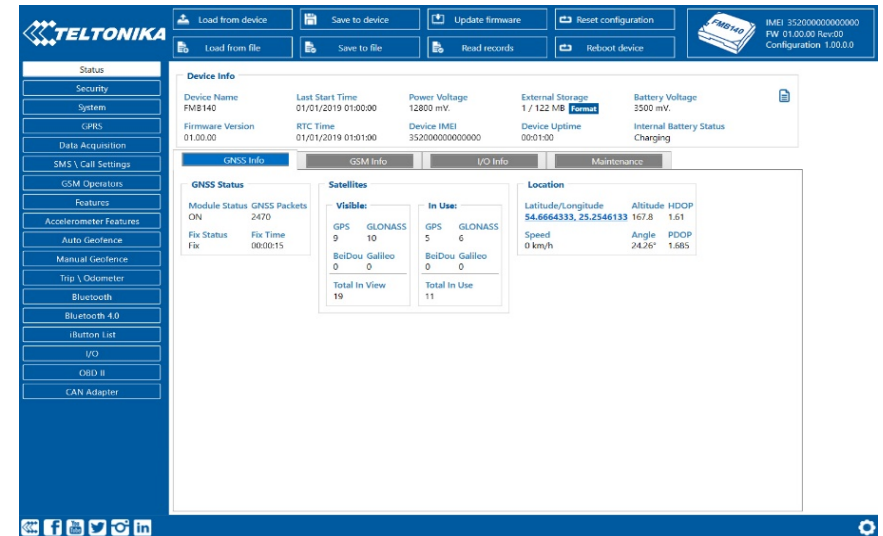 TELTONIKA
Load from device
Save to device
Update firmware
Reset configuration
Load from file
Save to file
Read records
Reboot device
FMB140
IMEI 352000000000000
FW 01.00.00 Rev:00
Configuration 1.00.0.0
Status
Security
System
GPRS
Data Acquisition
SMS \ Call Settings
GSM Operators
Features
Accelerometer Features
Auto Geofence
Manual Geofence
Trip \ Odometer
Bluetooth
Bluetooth 4.0
iButton List
I/O
OBD II
CAN Adapter
Device Info
Device Name Last Start Time Power Voltage External Storage Battery Voltage
FMB140 01/01/2019 01:00:00 12800 mV. 1 / 122 MB Format 3500 mV.
Firmware Version RTC Time Device IMEI Device Uptime Internal Battery Status
01.00.00 01/01/2019 01:01:00 352000000000000 00:01:00 Charging
GNSS Info GSM Info I/O Info Maintenance
GNSS Status
Module Status GNSS Packets
ON 2470
Fix Status Fix Time
Fix 00:00:15
Satellites
Visible:
GPS GLONASS
9 10
BeiDou Galileo
0 0
Total In View
19
In Use:
GPS GLONASS
5 6
BeiDou Galileo
0 0
Total In Use
11
Location
Latitude/Longitude Altitude HDOP
54.6664333, 25.2546133 167.8 1.61
Speed Angle PDOP
0 km/h 24.26° 1.685